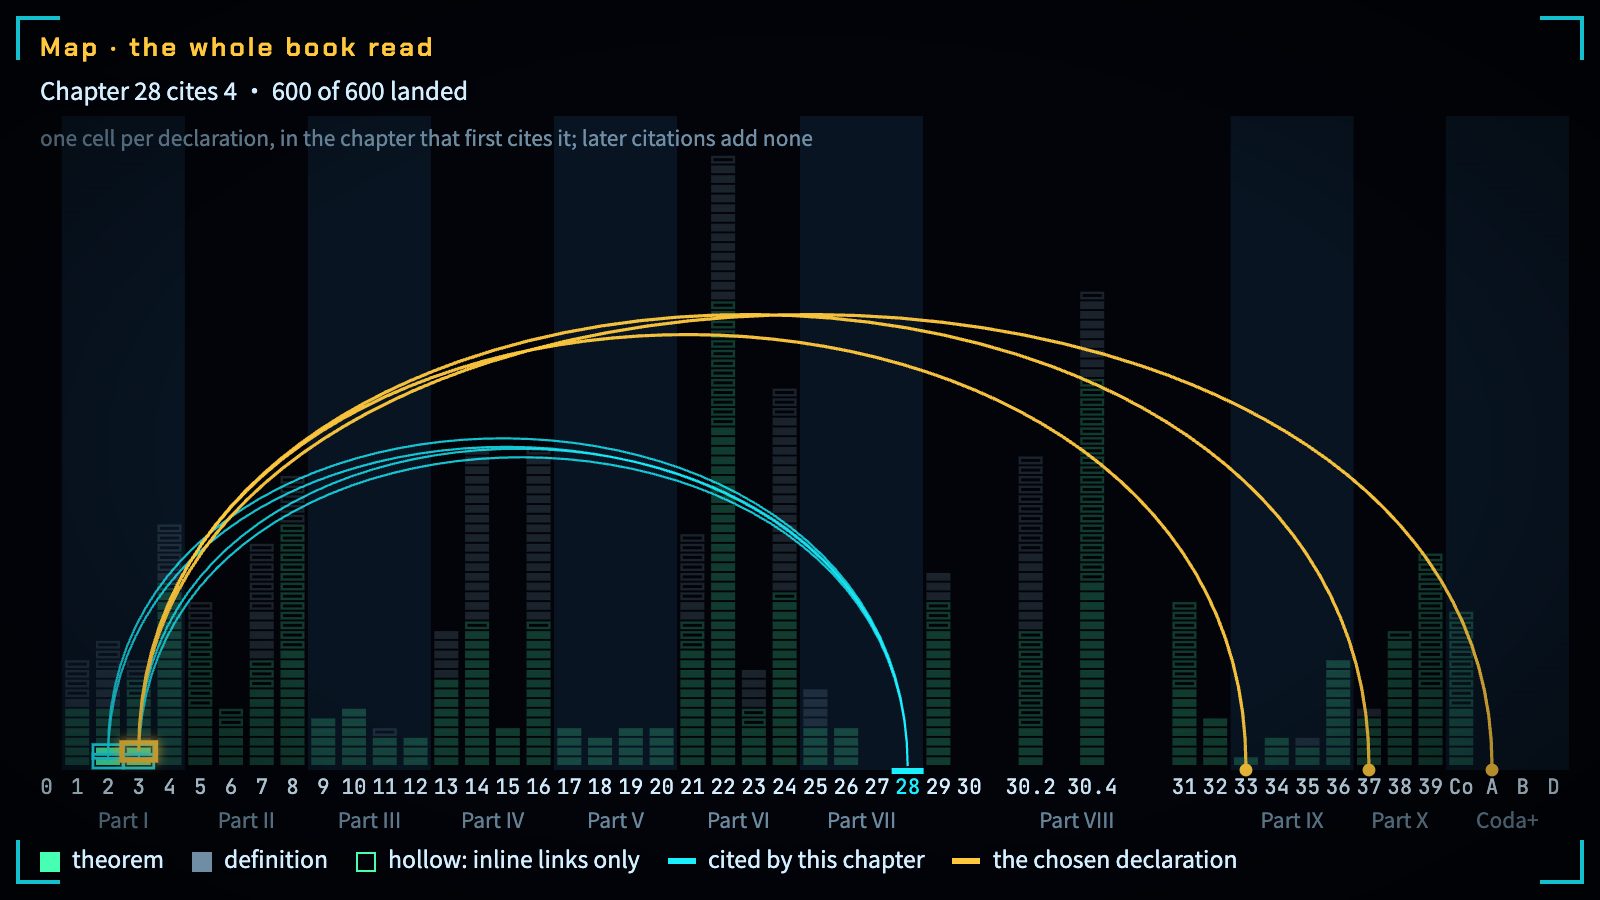 Map · the whole book read
Chapter 28 cites 4 • 600 of 600 landed
one cell per declaration, in the chapter that first cites it; later citations add none
0 1 2 3 4 5 6 7 8 9 10 11 12 13 14 15 16 17 18 19 20 21 22 23 24 25 26 27 28 29 30 30.2 30.4 31 32 33 34 35 36 37 38 39 Co A B D
Part I Part II Part III Part IV Part V Part VI Part VII Part VIII Part IX Part X Coda+
theorem definition hollow: inline links only cited by this chapter the chosen declaration